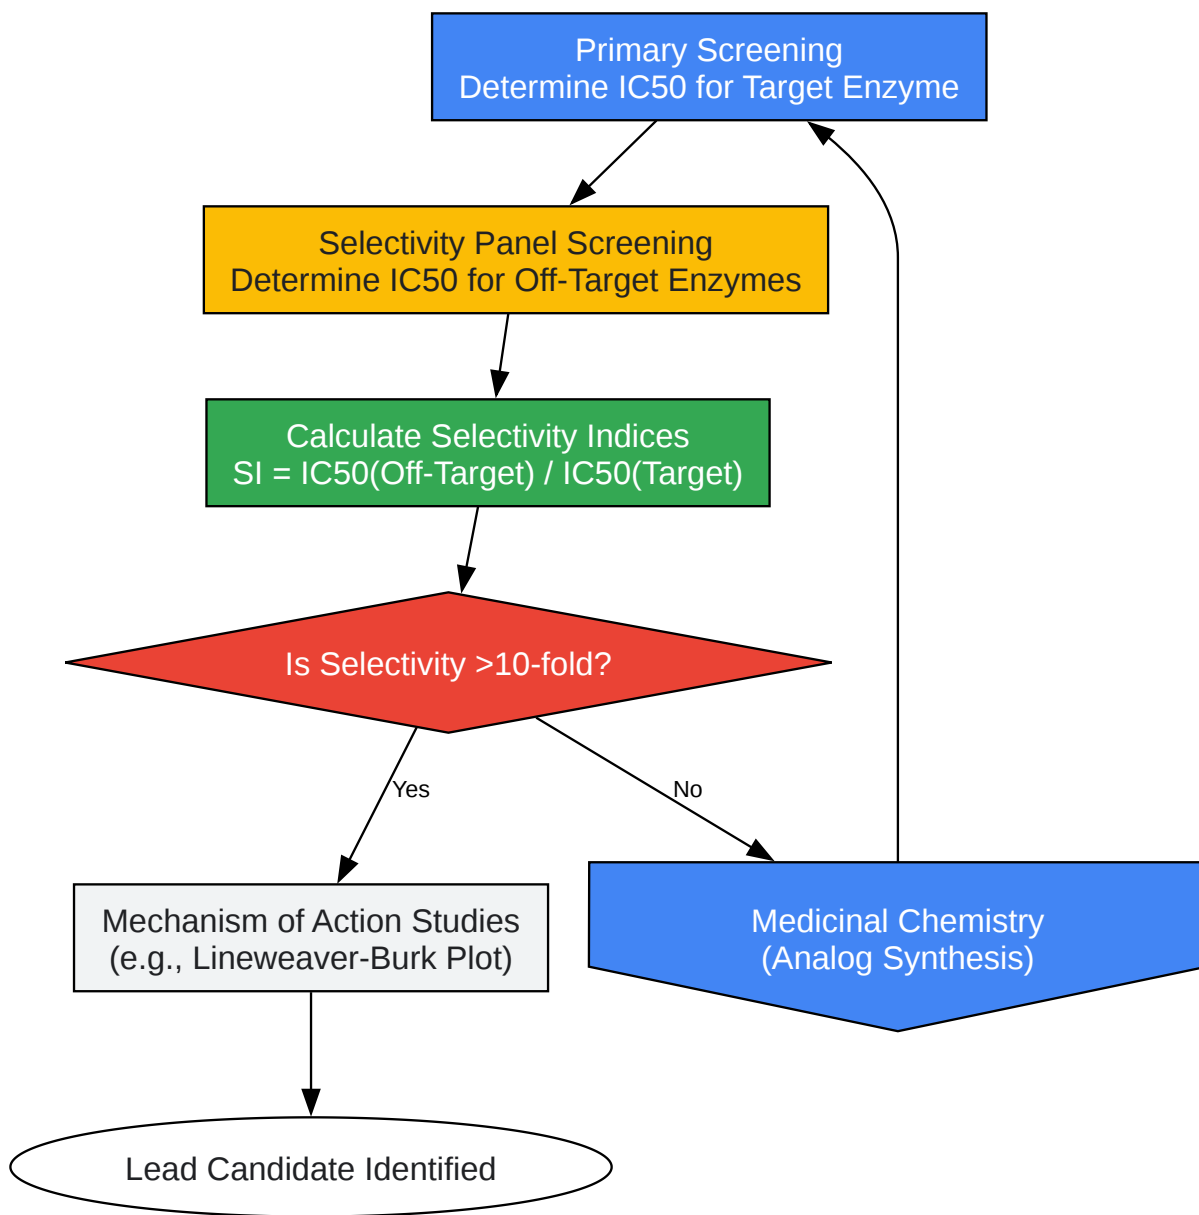 Primary Screening
Determine IC50 for Target Enzyme
Selectivity Panel Screening
Determine IC50 for Off-Target Enzymes
Calculate Selectivity Indices
SI = IC50(Off-Target) / IC50(Target)
Is Selectivity >10-fold?
Yes
No
Mechanism of Action Studies
(e.g., Lineweaver-Burk Plot)
Medicinal Chemistry
(Analog Synthesis)
Lead Candidate Identified